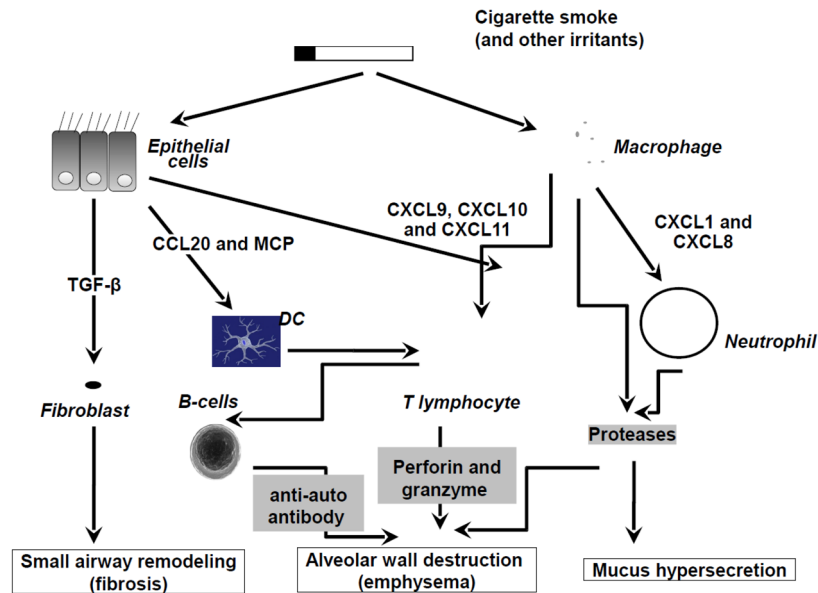 Cigarette smoke
(and other irritants)
Epithelial
cells
Macrophage
CXCL9, CXCL10
and CXCL11
CXCL1 and
CXCL8
CCL20 and MCP
TGF-β
DC
Neutrophil
Fibroblast
B-cells
T lymphocyte
Proteases
Perforin and
granzyme
anti-auto
antibody
Small airway remodeling
(fibrosis)
Alveolar wall destruction
(emphysema)
Mucus hypersecretion